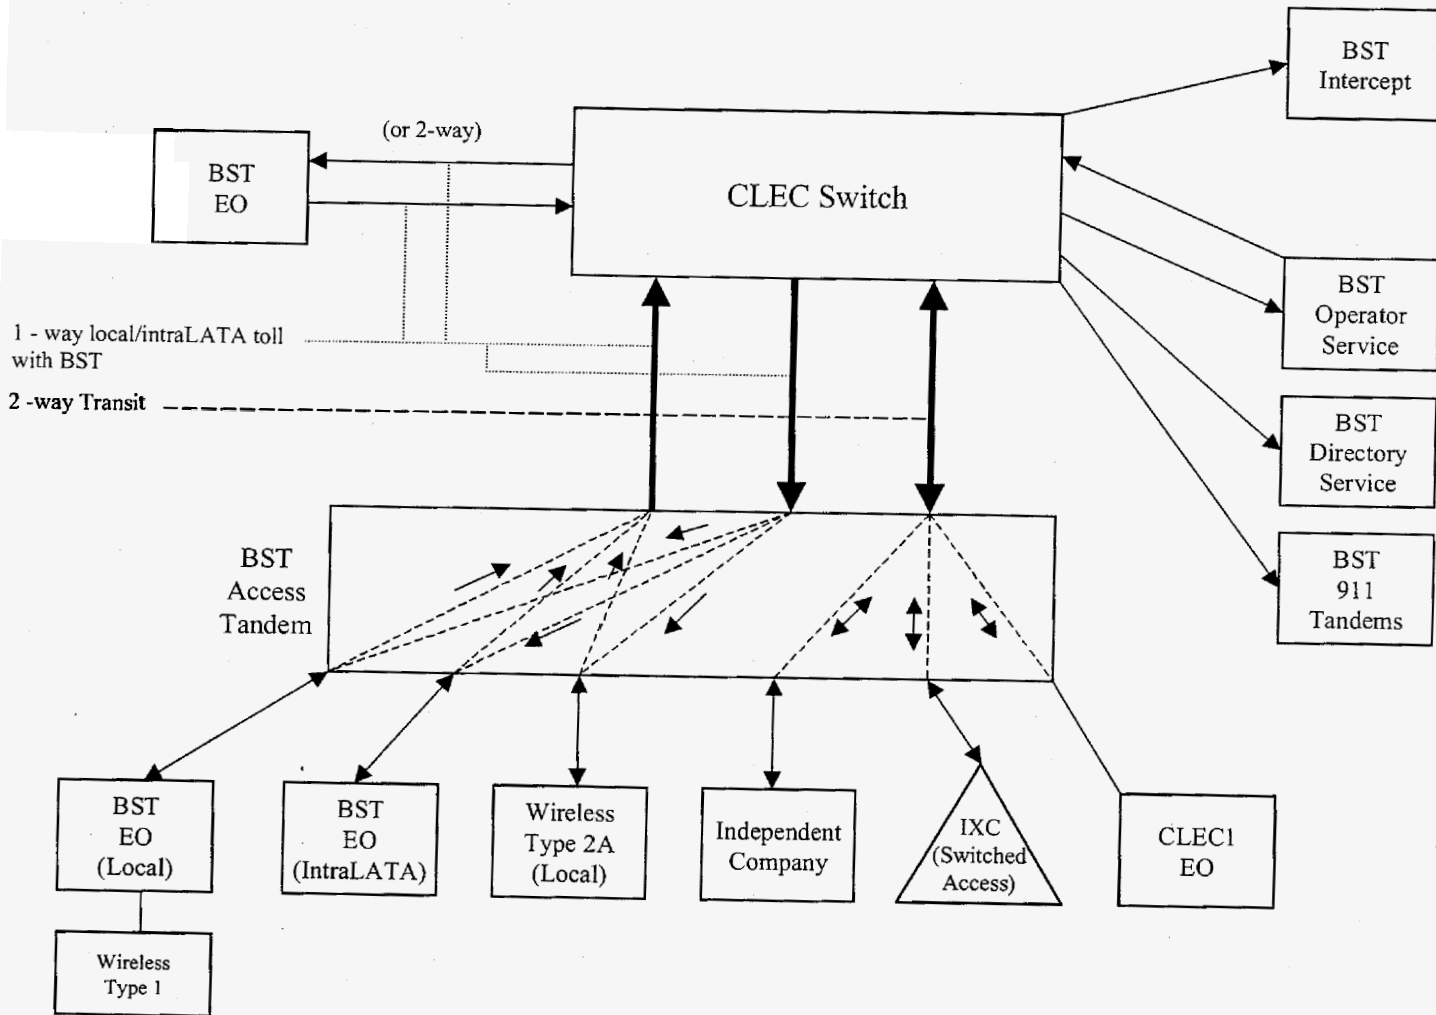 BST
Intercept
(or 2-way)
BST
EO
CLEC Switch
BST
Operator
Service
1 - way local/intraLATA toll
with BST
2 -way Transit
BST
Directory
Service
BST
Access
Tandem
BST
911
Tandems
BST
EO
(Local)
BST
EO
(IntraLATA)
Wireless
Type 2A
(Local)
Independent
Company
IXC
(Switched
Access)
CLEC1
EO
Wireless
Type 1